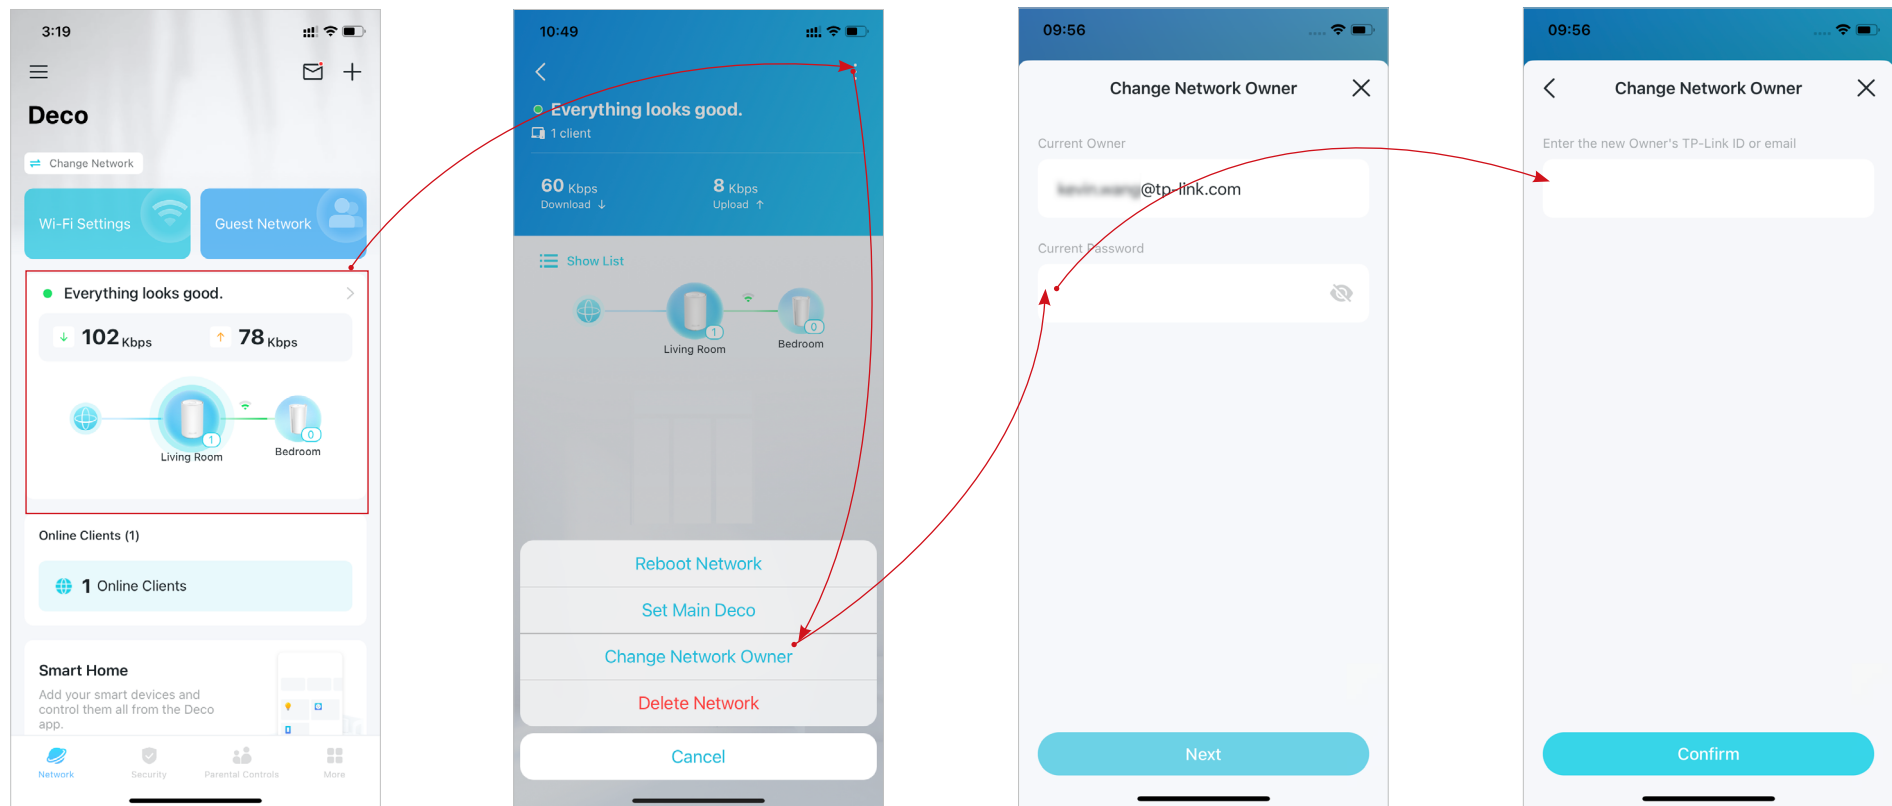 3:19
Deco
Change Network
Wi-Fi Settings
Guest Network
Everything looks good.
102 Kbps
78 Kbps
1
0
Living Room
Bedroom
Online Clients (1)
1 Online Clients
Smart Home
Add your smart devices and
control them all from the Deco
app.
Network
Security
Parental Controls
More
10:49
Everything looks good.
1 client
60 Kbps
Download ↓
8 Kbps
Upload ↑
Show List
1
0
Living Room
Bedroom
Reboot Network
Set Main Deco
Change Network Owner
Delete Network
Cancel
09:56
Change Network Owner
Current Owner
@tp-link.com
Current Password
Next
09:56
Change Network Owner
Enter the new Owner's TP-Link ID or email
Confirm